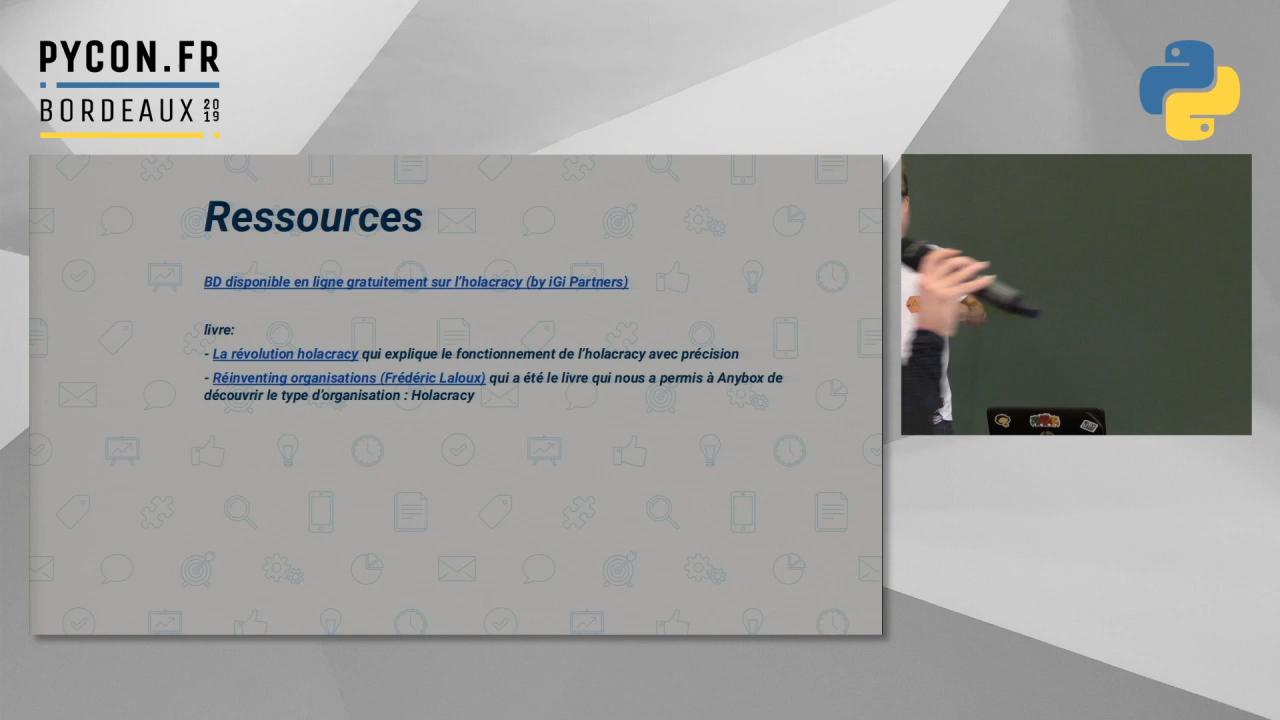 PYCON.FR
BORDEAUX 2019
Ressources
BD disponible en ligne gratuitement sur l'holacracy (by iGi Partners)
livre:
- La révolution holacracy qui explique le fonctionnement de l'holacracy avec précision
- Réinventing organisations (Frédéric Laloux) qui a été le livre qui nous a permis à Anybox de
découvrir le type d'organisation : Holacracy